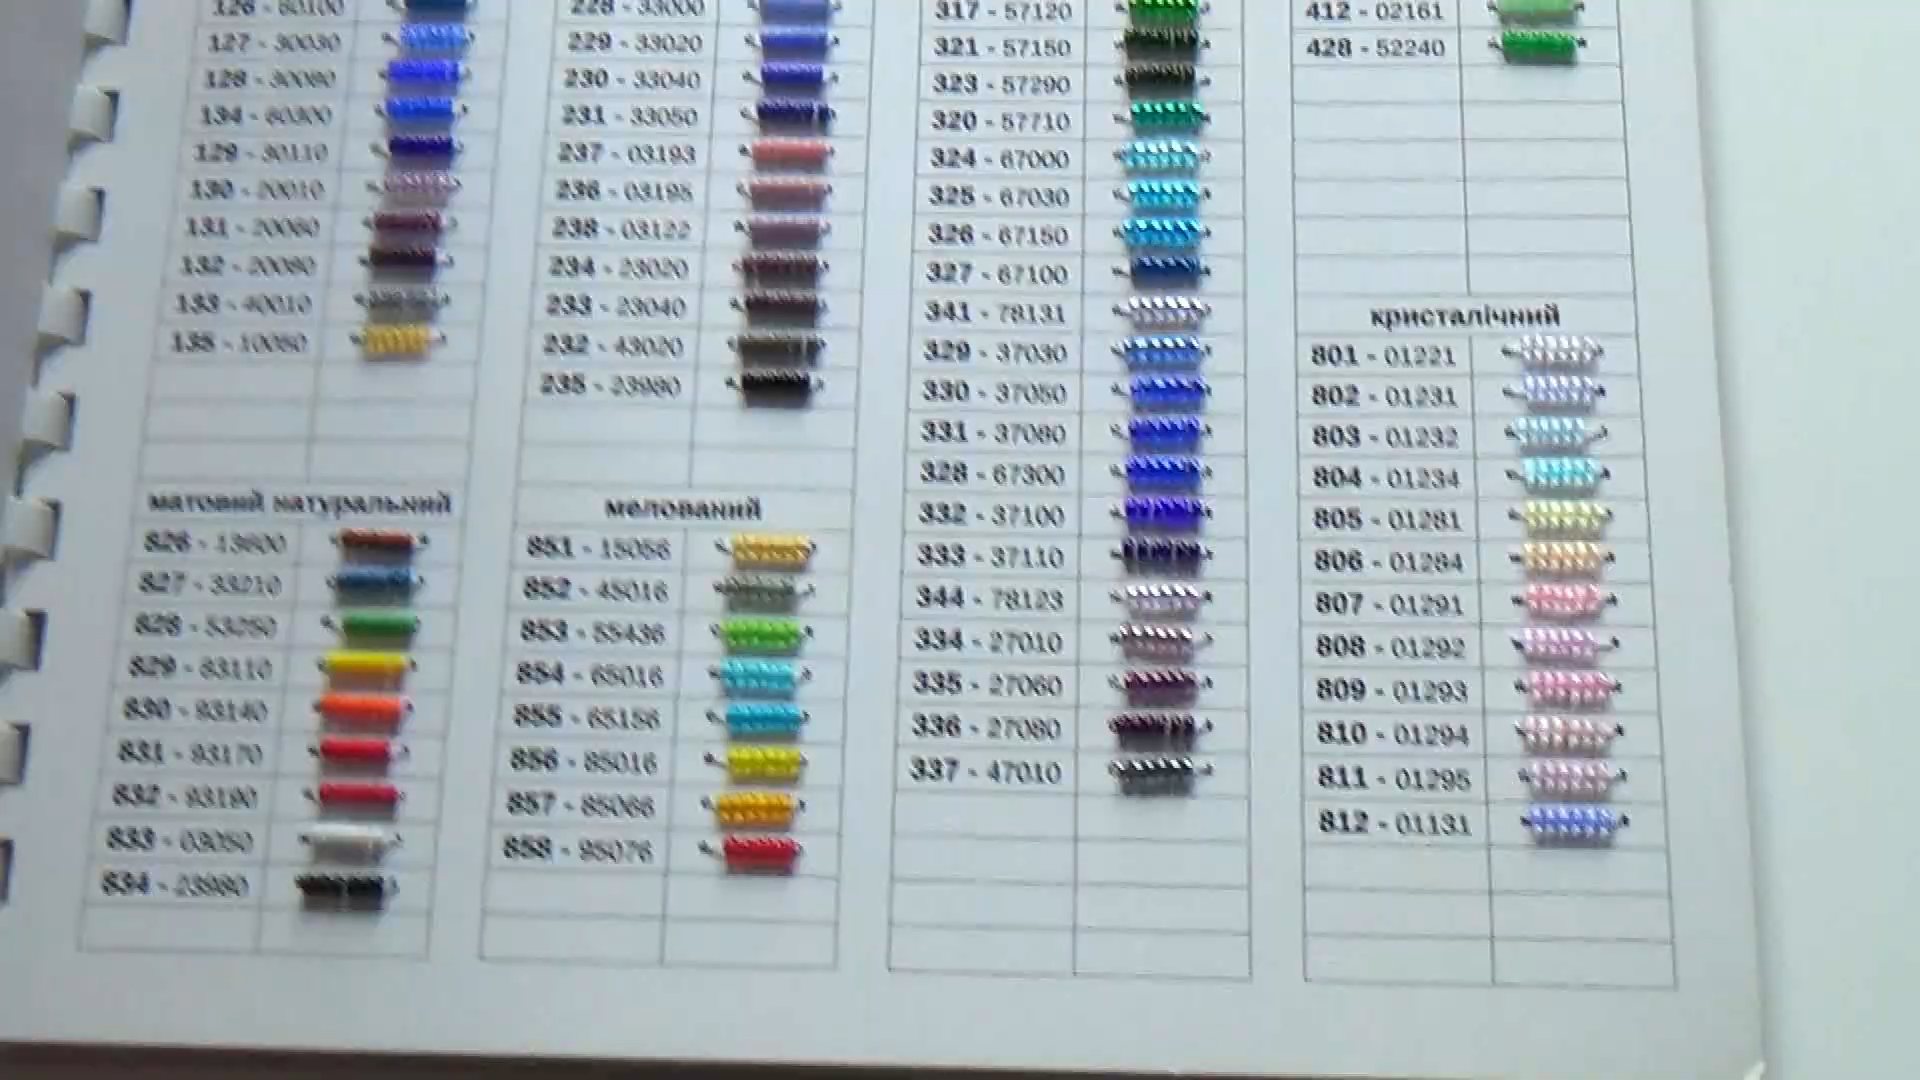 126 - 60100
127 - 30030
128 - 30080
134 - 60300
129 - 30110
130 - 20010
131 - 20060
132 - 20080
133 - 40010
135 - 10050
матовий натуральний
826 - 13600
827 - 33210
828 - 53250
829 - 83110
830 - 93140
831 - 93170
832 - 93190
833 - 03050
834 - 23980
228 - 33000
229 - 33020
230 - 33040
231 - 33050
237 - 03193
236 - 03195
238 - 03122
234 - 23020
233 - 23040
232 - 43020
235 - 23980
мелований
851 - 15056
852 - 45016
853 - 55436
854 - 65016
855 - 65156
856 - 85016
857 - 85066
858 - 95076
317 - 57120
321 - 57150
323 - 57290
320 - 57710
324 - 67000
325 - 67030
326 - 67150
327 - 67100
341 - 78131
329 - 37030
330 - 37050
331 - 37080
328 - 67300
332 - 37100
333 - 37110
344 - 78123
334 - 27010
335 - 27060
336 - 27080
337 - 47010
412 - 02161
428 - 52240
кристалічний
801 - 01221
802 - 01231
803 - 01232
804 - 01234
805 - 01281
806 - 01284
807 - 01291
808 - 01292
809 - 01293
810 - 01294
811 - 01295
812 - 01131